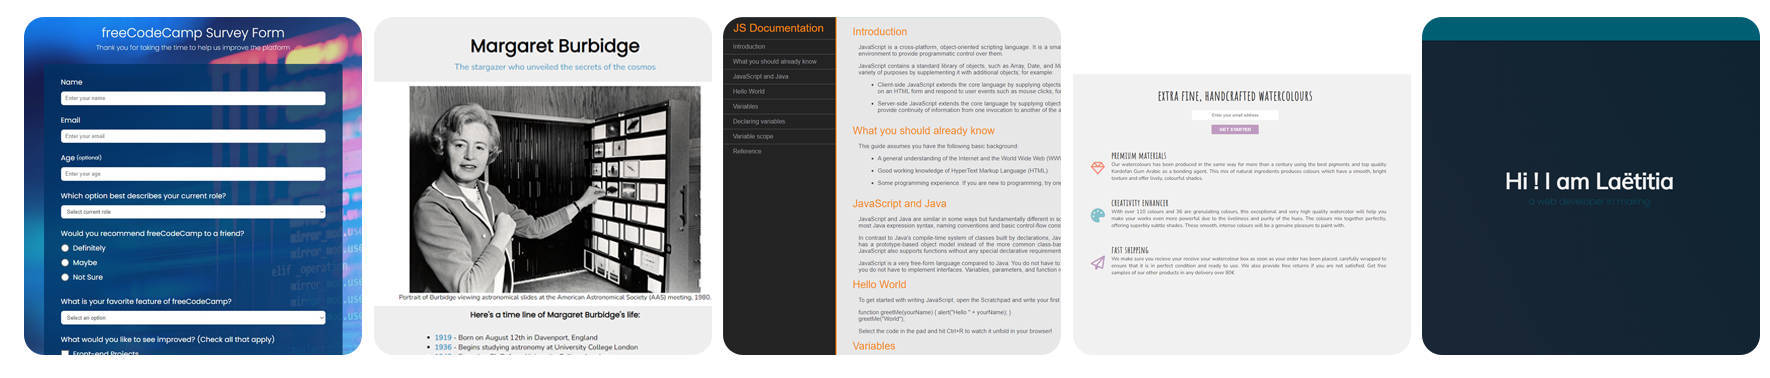 freeCodeCamp Survey Form
Thank you for taking the time to help us improve the platform
Name
Enter your name
Email
Enter your email
Age (optional)
Enter your age
Which option best describes your current role?
Select current role
Would you recommend freeCodeCamp to a friend?
Definitely
Maybe
Not Sure
What is your favorite feature of freeCodeCamp?
Select an option
What would you like to see improved? (Check all that apply)
Front-end Projects
Margaret Burbidge
The stargazer who unveiled the secrets of the cosmos
Portrait of Burbidge viewing astronomical slides at the American Astronomical Society (AAS) meeting, 1980.
Here's a time line of Margaret Burbidge's life:
1919 - Born on August 12th in Davenport, England
1936 - Begins studying astronomy at University College London
JS Documentation
Introduction
What you should already know
JavaScript and Java
Hello World
Variables
Declaring variables
Variable scope
Reference
Introduction
JavaScript is a cross-platform, object-oriented scripting language. It is a sma
environment to provide programmatic control over them.
JavaScript contains a standard library of objects, such as Array, Date, and M
variety of purposes by supplementing it with additional objects; for example:
Client-side JavaScript extends the core language by supplying objects
on an HTML form and respond to user events such as mouse clicks, fo
Server-side JavaScript extends the core language by supplying object
provide continuity of information from one invocation to another of the a
What you should already know
This guide assumes you have the following basic background:
A general understanding of the Internet and the World Wide Web (WWW
Good working knowledge of HyperText Markup Language (HTML)
Some programming experience. If you are new to programming, try one
JavaScript and Java
JavaScript and Java are similar in some ways but fundamentally different in so
most Java expression syntax, naming conventions and basic control-flow cons
In contrast to Java's compile-time system of classes built by declarations, Jav
has a prototype-based object model instead of the more common class-bas
JavaScript also supports functions without any special declarative requirement
JavaScript is a very free-form language compared to Java. You do not have to
you do not have to implement interfaces. Variables, parameters, and function r
Hello World
To get started with writing JavaScript, open the Scratchpad and write your first
function greetMe(yourName) { alert("Hello " + yourName); }
greetMe("World");
Select the code in the pad and hit Ctrl+R to watch it unfold in your browser!
Variables
EXTRA FINE, HANDCRAFTED WATERCOLOURS
Enter your email address
GET STARTED
PREMIUM MATERIALS
Our watercolours has been produced in the same way for more than a century using the best pigments and top quality
Kordofan Gum Arabic as a bonding agent. This mix of natural ingredients produces colours which have a smooth, bright
texture and offer lively, colourful shades.
CREATIVITY ENHANCER
With over 110 colours and 36 are granulating colours, this exceptional and very high quality watercolor will help you
make your works even more powerful due to the liveliness and purity of the hues. The colours mix together perfectly,
offering superbly subtle shades. These smooth, intense colours will be a genuine pleasure to paint with.
FAST SHIPPING
We make sure you recieve your receive your watercolour box as soon as your order has been placed, carefully wrapped to
ensure that it is in perfect condition and ready to use. We also provide free returns if you are not satisfied. Get free
samples of our other products in any delivery over 80€
Hi ! I am Laëtitia
a web developer in making